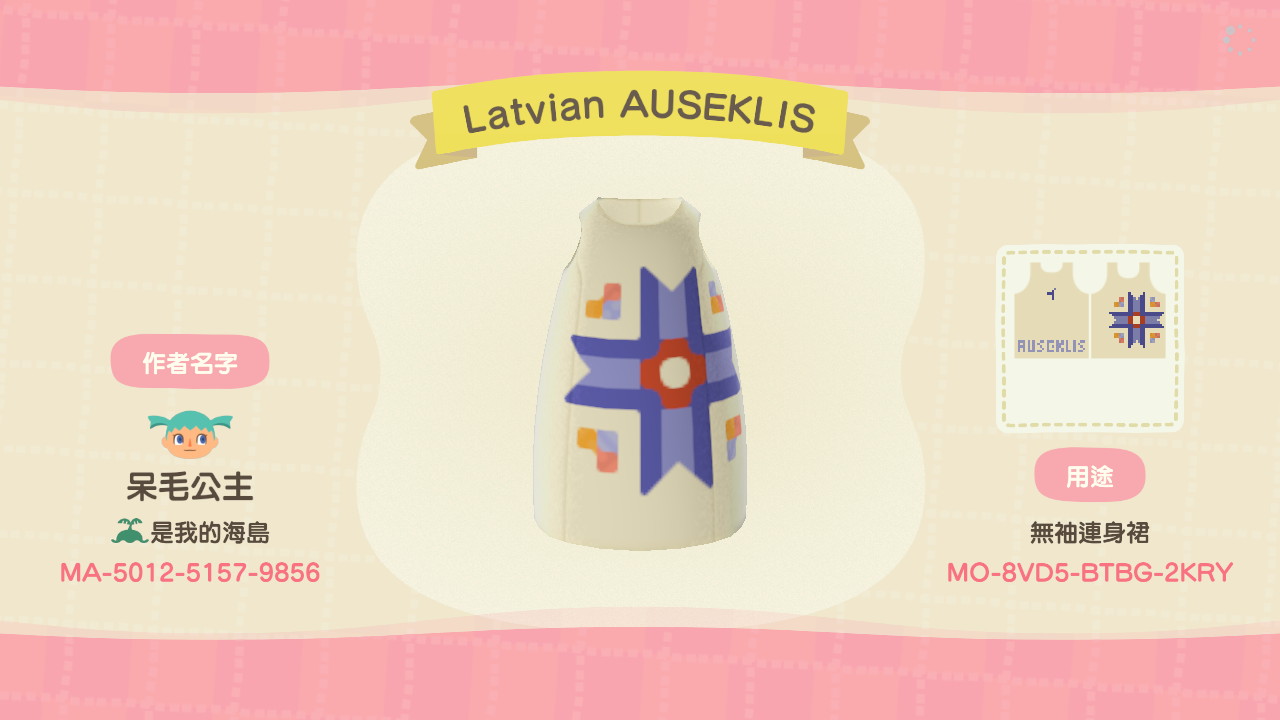 Latvian AUSEKLIS
作者名字
呆毛公主
是我的海島
MA-5012-5157-9856
AUSEKLIS
用途
無袖連身裙
MO-8VD5-BTBG-2KRY